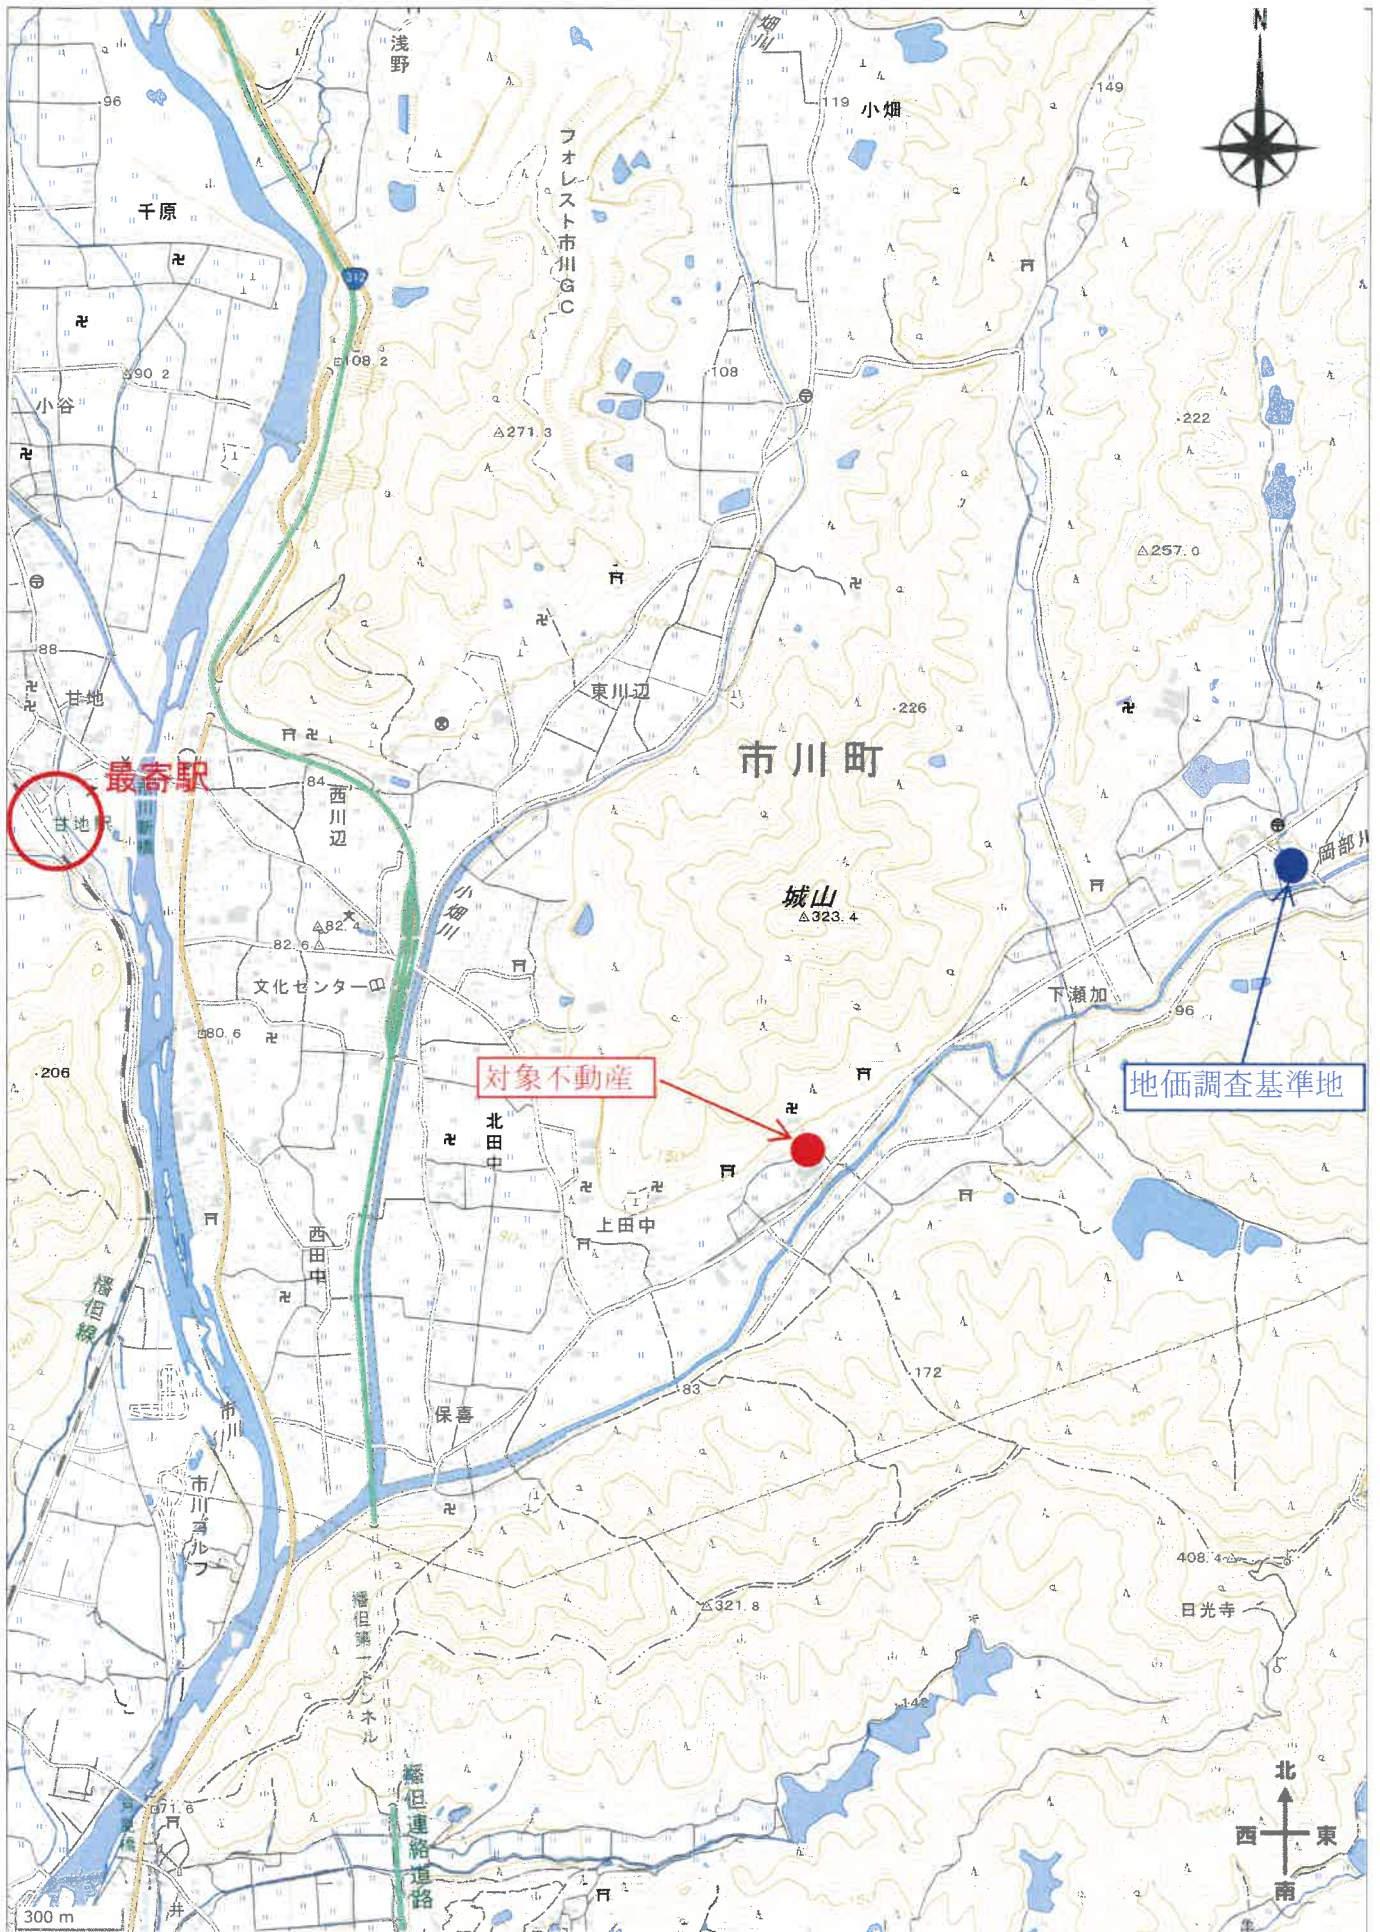 N
浅野
畑川
96
119
小畑
149
フォレスト市川GC
千原
312
108.2
90.2
108
小谷
271.3
222
257.0
88
甘地
東川辺
226
市川町
最寄駅
84
西川辺
甘地駅
小畑川
岡部川
城山
323.4
82.4
82.6
文化センター
下瀬加
96
80.6
206
対象不動産
地価調査基準地
北田中
上田中
西田中
播但線
172
83
保喜
市川
市川ゴルフ
408.4
321.8
日光寺
播但第一トンネル
142
北
西 東
南
71.6
播但連絡道路
井
300 m